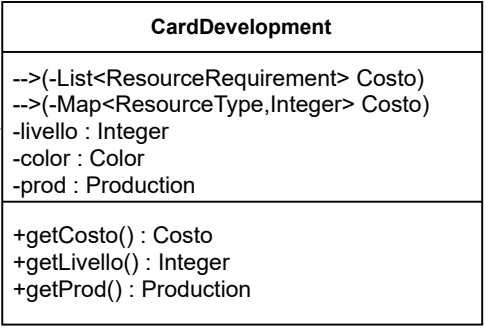 CardDevelopment
-->(-List<ResourceRequirement> Costo)
-->(-Map<ResourceType,Integer> Costo)
-livello : Integer
-color : Color
-prod : Production
+getCosto() : Costo
+getLivello() : Integer
+getProd() : Production